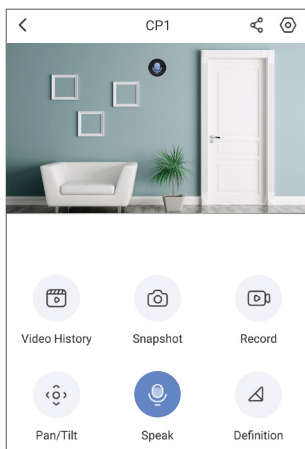 CP1
Video History
Snapshot
Record
Pan/Tilt
Speak
Definition